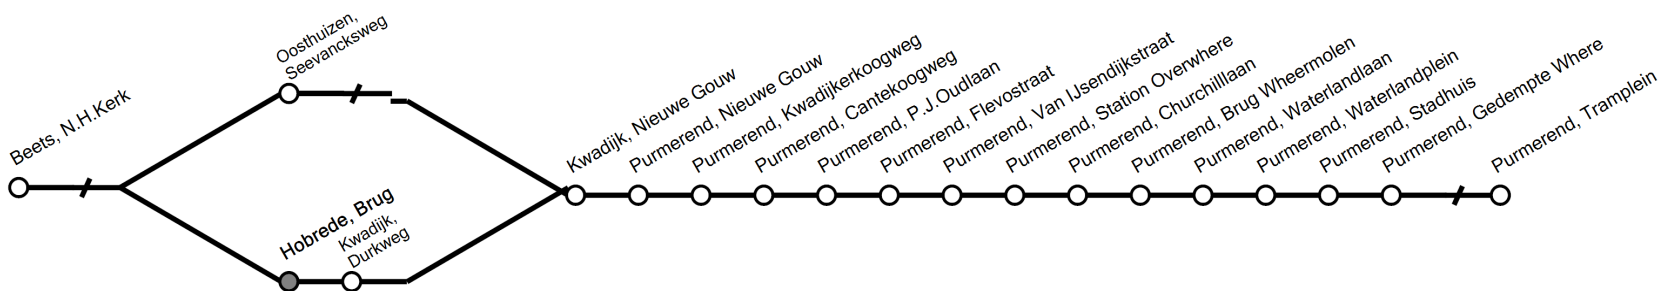 Beets, N.H.Kerk
Oosthuizen,
Seevancksweg
Hobrede, Brug
Kwadijk,
Durkweg
Kwadijk, Nieuwe Gouw
Purmerend, Nieuwe Gouw
Purmerend, Kwadijkerkoogweg
Purmerend, Cantekoogweg
Purmerend, P.J.Oudlaan
Purmerend, Flevostraat
Purmerend, Van IJsendijkstraat
Purmerend, Station Overwhere
Purmerend, Churchilllaan
Purmerend, Brug Wheermolen
Purmerend, Waterlandlaan
Purmerend, Waterlandplein
Purmerend, Stadhuis
Purmerend, Gedempte Where
Purmerend, Tramplein